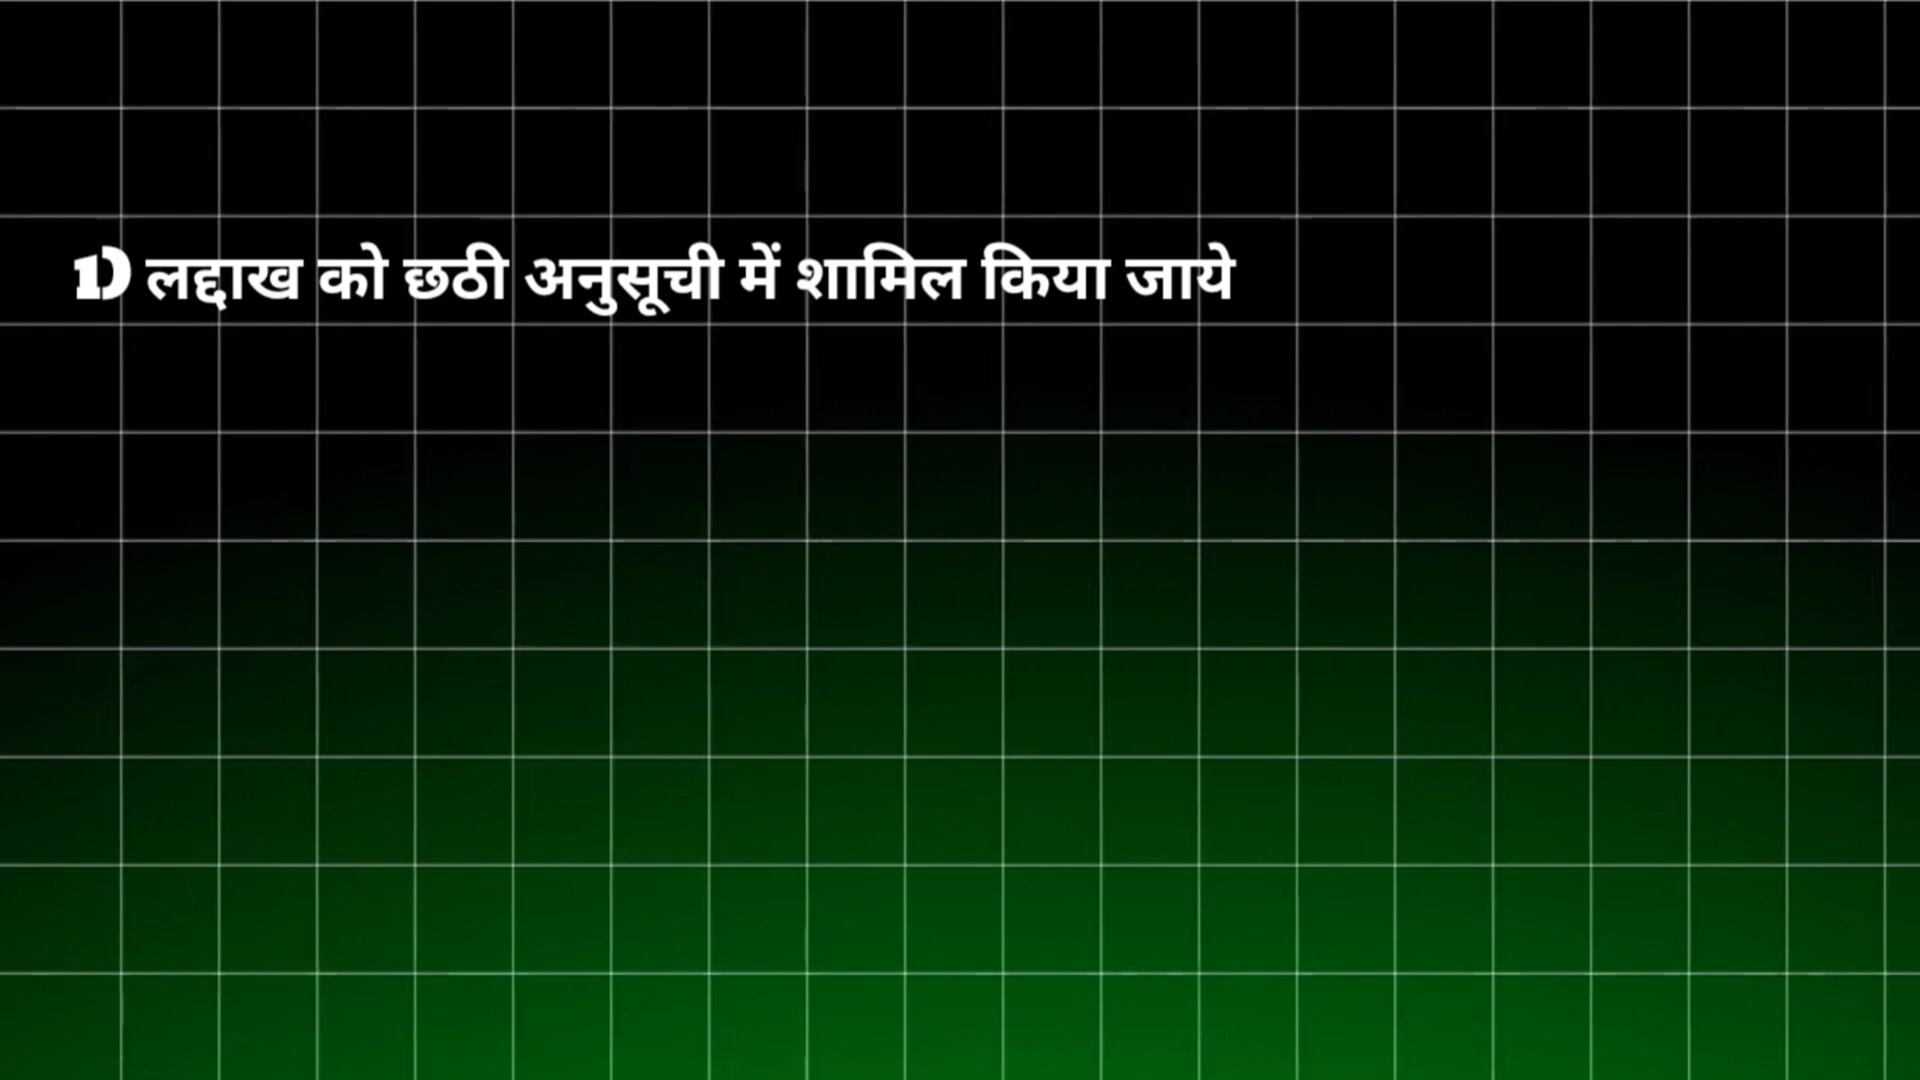 1) लद्दाख को छठी अनुसूची में शामिल किया जाये